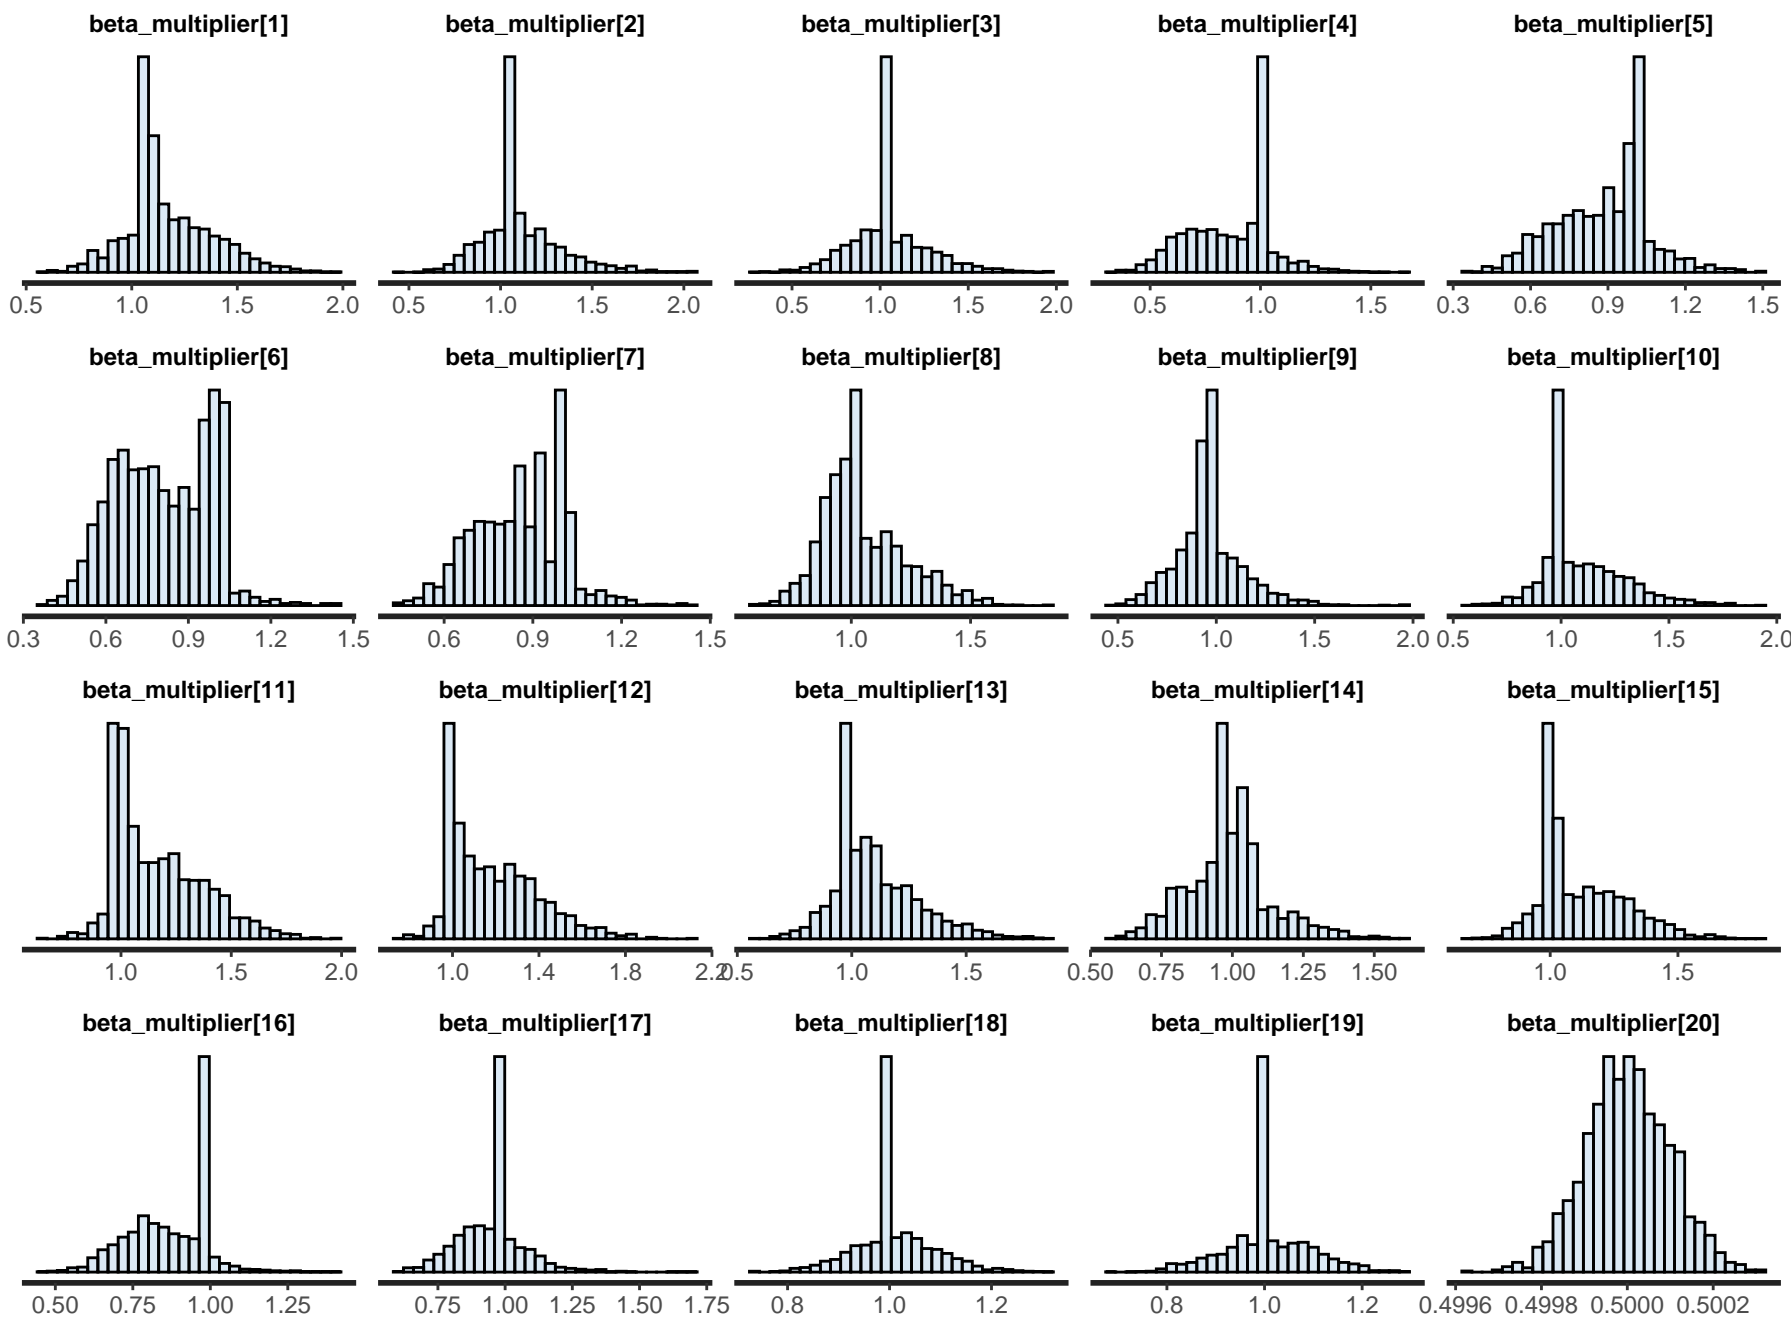 beta_multiplier[1] beta_multiplier[2] beta_multiplier[3] beta_multiplier[4] beta_multiplier[5]
0.5 1.0 1.5 2.0 0.5 1.0 1.5 2.0 0.5 1.0 1.5 2.0 0.5 1.0 1.5 0.3 0.6 0.9 1.2 1.5
beta_multiplier[6] beta_multiplier[7] beta_multiplier[8] beta_multiplier[9] beta_multiplier[10]
0.3 0.6 0.9 1.2 1.5 0.6 0.9 1.2 1.5 1.0 1.5 0.5 1.0 1.5 2.0 0.5 1.0 1.5 2.0
beta_multiplier[11] beta_multiplier[12] beta_multiplier[13] beta_multiplier[14] beta_multiplier[15]
1.0 1.5 2.0 1.0 1.4 1.8 2.2 0.5 1.0 1.5 0.50 0.75 1.00 1.25 1.50 1.0 1.5
beta_multiplier[16] beta_multiplier[17] beta_multiplier[18] beta_multiplier[19] beta_multiplier[20]
0.50 0.75 1.00 1.25 0.75 1.00 1.25 1.50 1.75 0.8 1.0 1.2 0.8 1.0 1.2 0.4996 0.4998 0.5000 0.5002